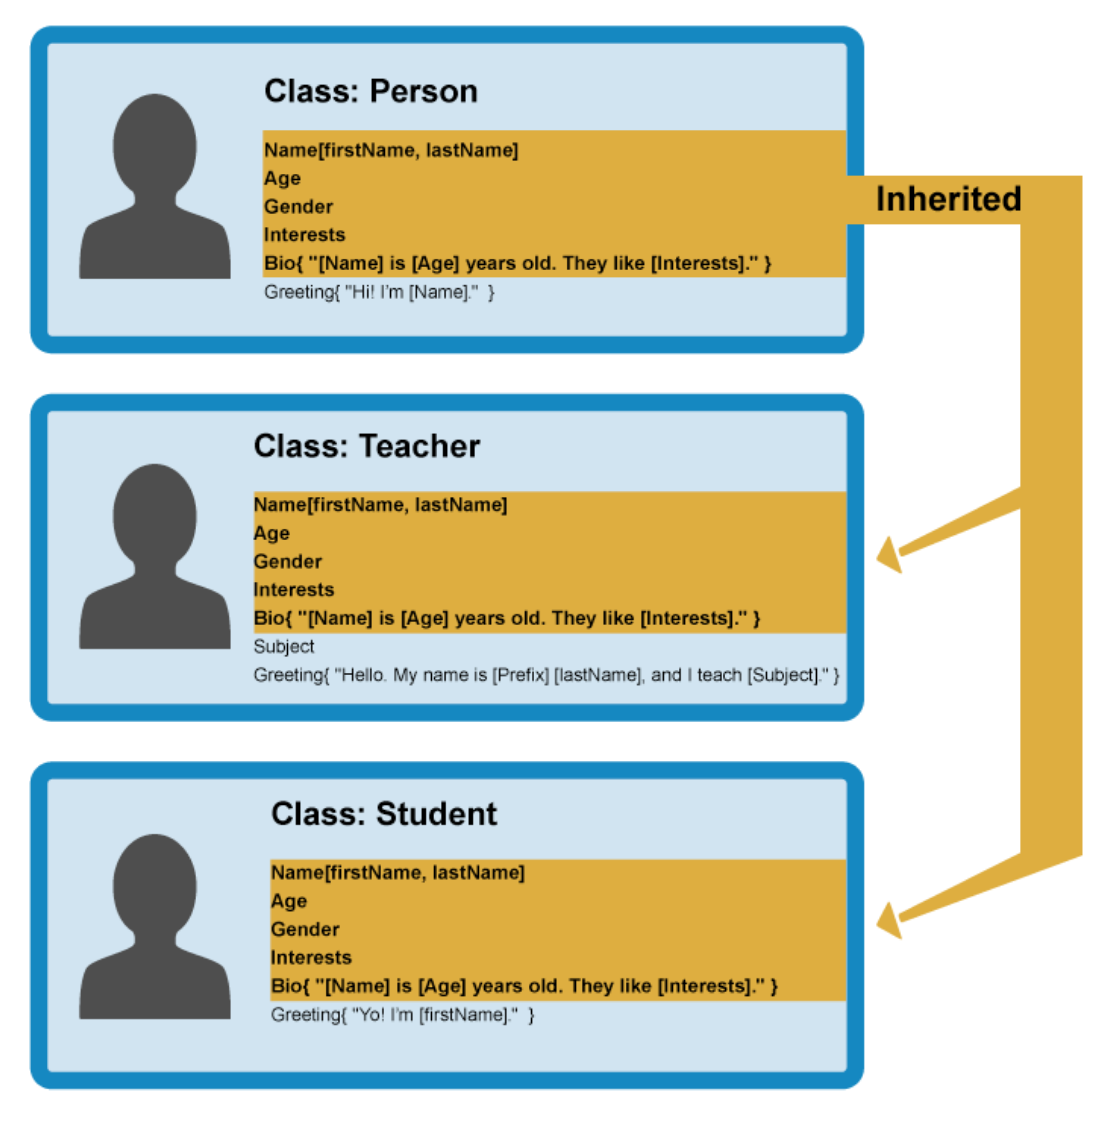 Class: Person
Name[firstName, lastName]
Age
Gender
Interests
Bio{ "[Name] is [Age] years old. They like [Interests]." }
Greeting{ "Hi! I'm [Name]."  }
Inherited
Class: Teacher
Name[firstName, lastName]
Age
Gender
Interests
Bio{ "[Name] is [Age] years old. They like [Interests]." }
Subject
Greeting{ "Hello. My name is [Prefix] [lastName], and I teach [Subject]." }
Class: Student
Name[firstName, lastName]
Age
Gender
Interests
Bio{ "[Name] is [Age] years old. They like [Interests]." }
Greeting{ "Yo! I'm [firstName]."  }